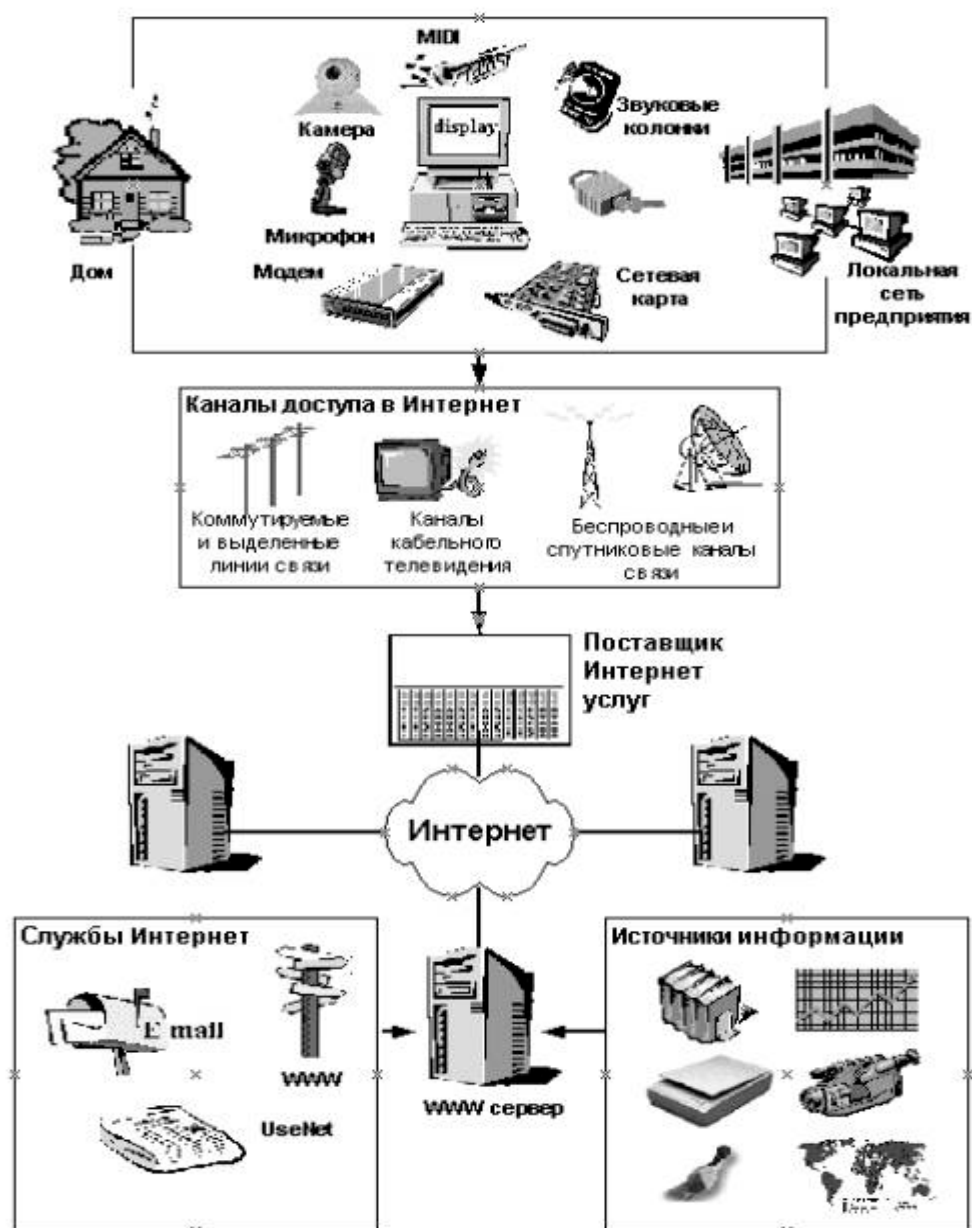 MIDI
Камера
display
Звуковые
колонки
Микрофон
Дом
Модем
Сетевая
карта
Локальная
сеть
предприятия
Каналы доступа в Интернет
Коммутируемые
и выделенные
линии связи
Каналы
кабельного
телевидения
Беспроводные и
спутниковые каналы
связи
Поставщик
Интернет
услуг
Интернет
Службы Интернет
E mail
WWW
UseNet
WWW сервер
Источники информации